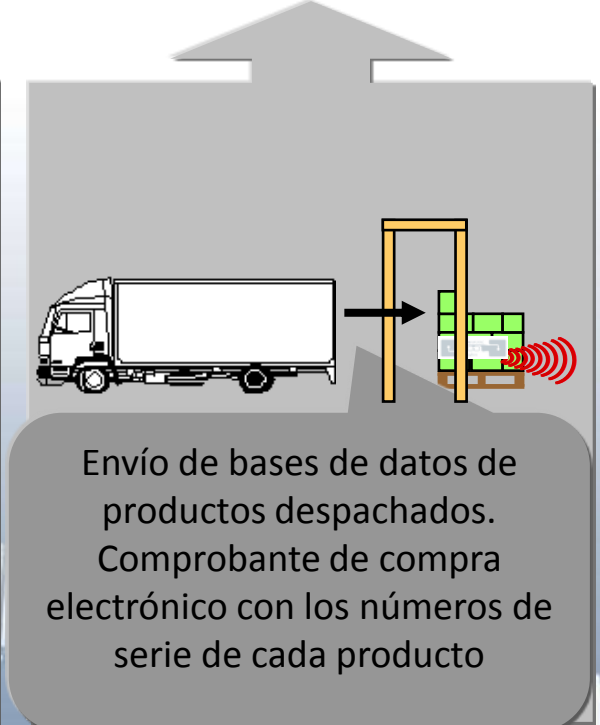 Envío de bases de datos de
productos despachados.
Comprobante de compra
electrónico con los números de
serie de cada producto